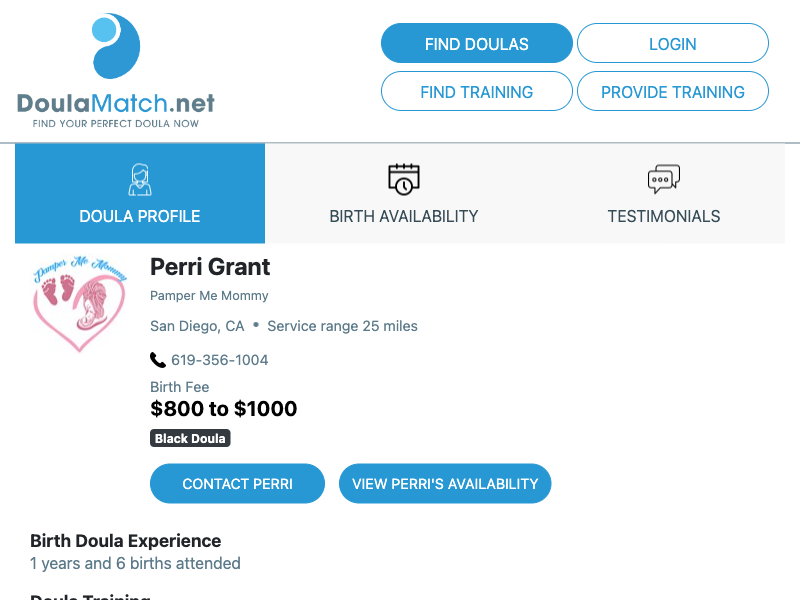 FIND DOULAS
LOGIN
DoulaMatch.net
FIND YOUR PERFECT DOULA NOW
FIND TRAINING
PROVIDE TRAINING
DOULA PROFILE
BIRTH AVAILABILITY
TESTIMONIALS
Pamper Me Mommy
Perri Grant
Pamper Me Mommy
San Diego, CA • Service range 25 miles
619-356-1004
Birth Fee
$800 to $1000
Black Doula
CONTACT PERRI
VIEW PERRI'S AVAILABILITY
Birth Doula Experience
1 years and 6 births attended
Doula Training